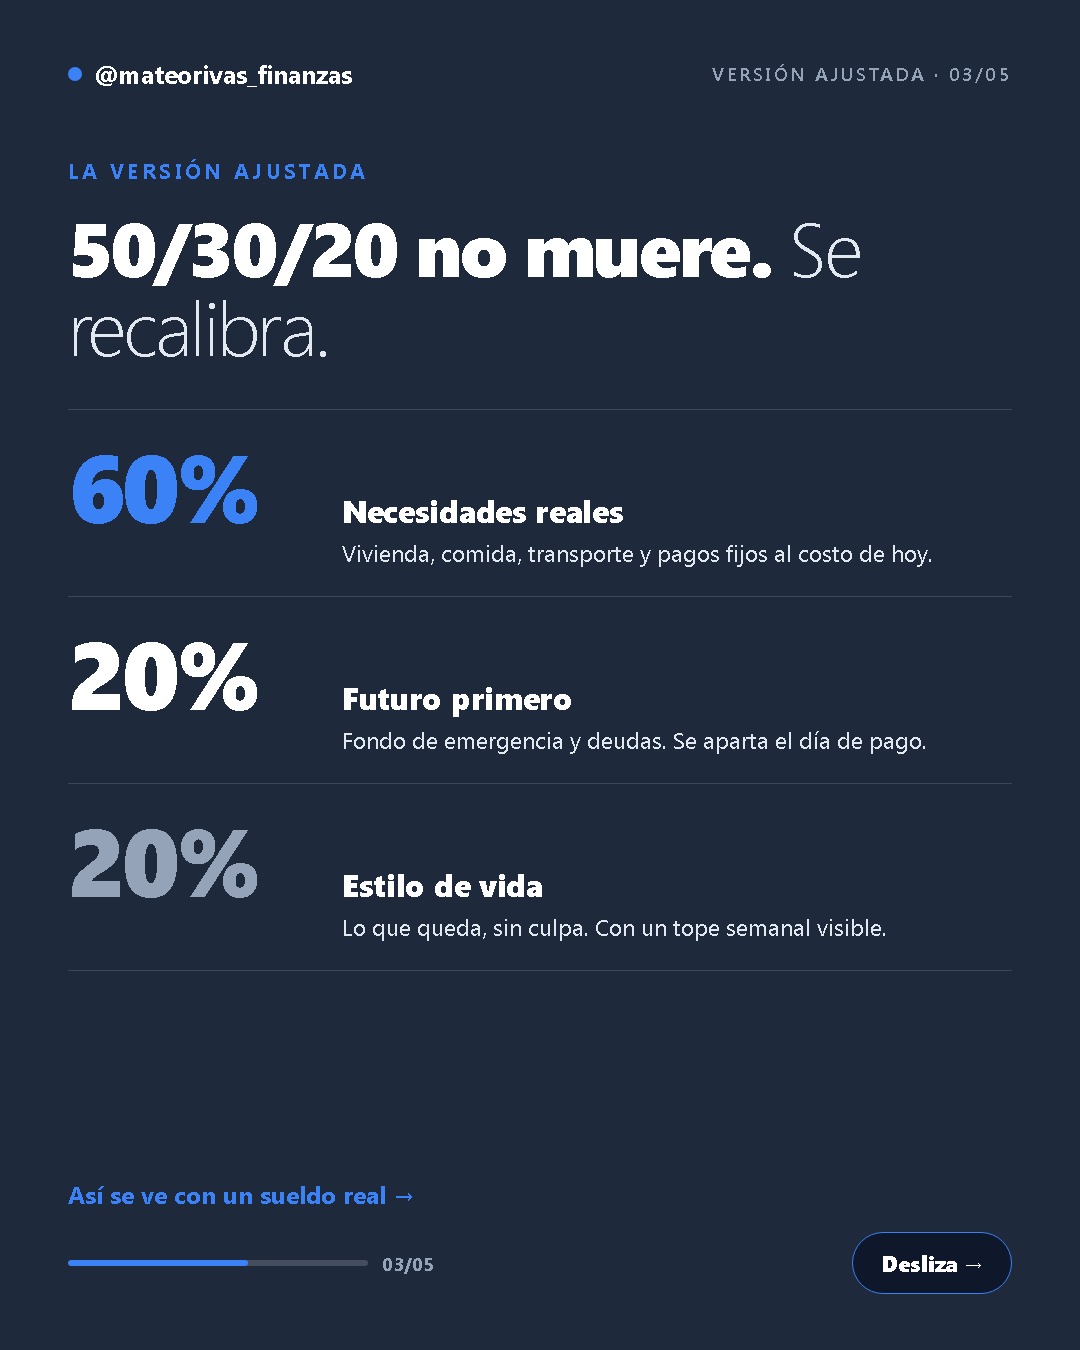 @mateorivas_finanzas
VERSIÓN AJUSTADA · 03/05
LA VERSIÓN AJUSTADA
50/30/20 no muere. Se
recalibra.
60%
Necesidades reales
Vivienda, comida, transporte y pagos fijos al costo de hoy.
20%
Futuro primero
Fondo de emergencia y deudas. Se aparta el día de pago.
20%
Estilo de vida
Lo que queda, sin culpa. Con un tope semanal visible.
Así se ve con un sueldo real →
03/05
Desliza →